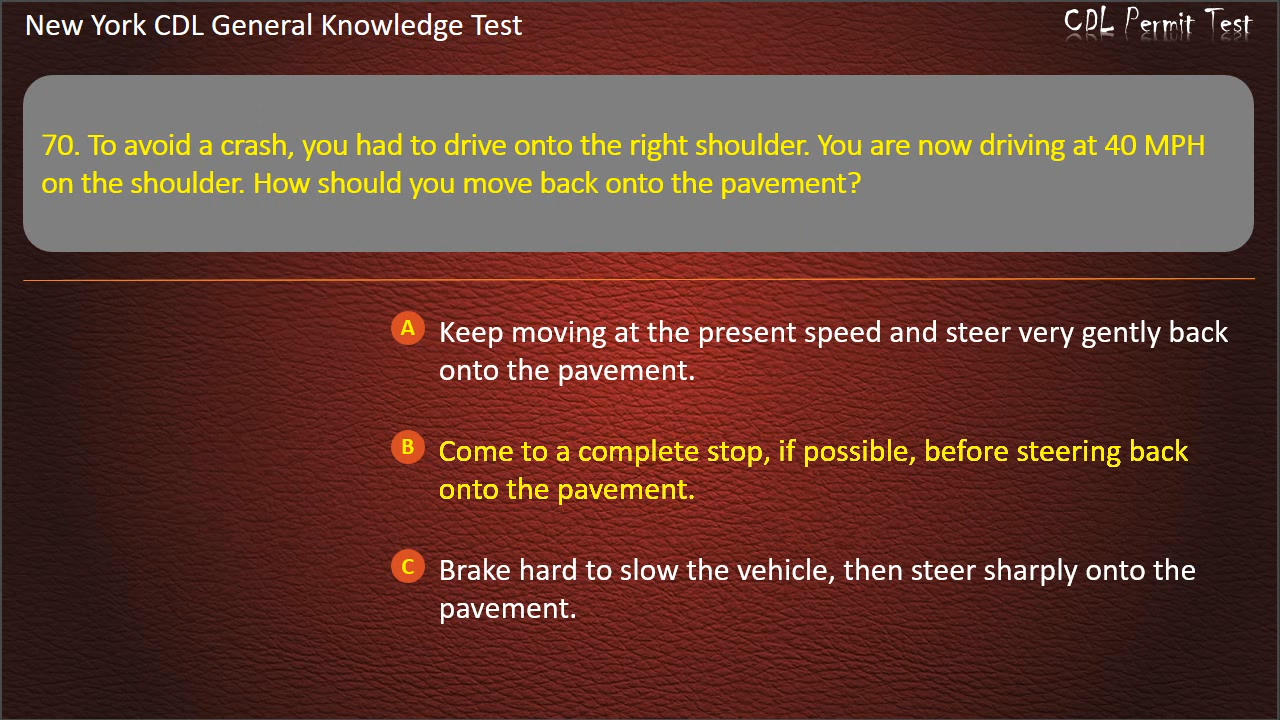 New York CDL General Knowledge Test
CDL Permit Test
70. To avoid a crash, you had to drive onto the right shoulder. You are now driving at 40 MPH
on the shoulder. How should you move back onto the pavement?
A Keep moving at the present speed and steer very gently back
onto the pavement.
B Come to a complete stop, if possible, before steering back
onto the pavement.
C Brake hard to slow the vehicle, then steer sharply onto the
pavement.